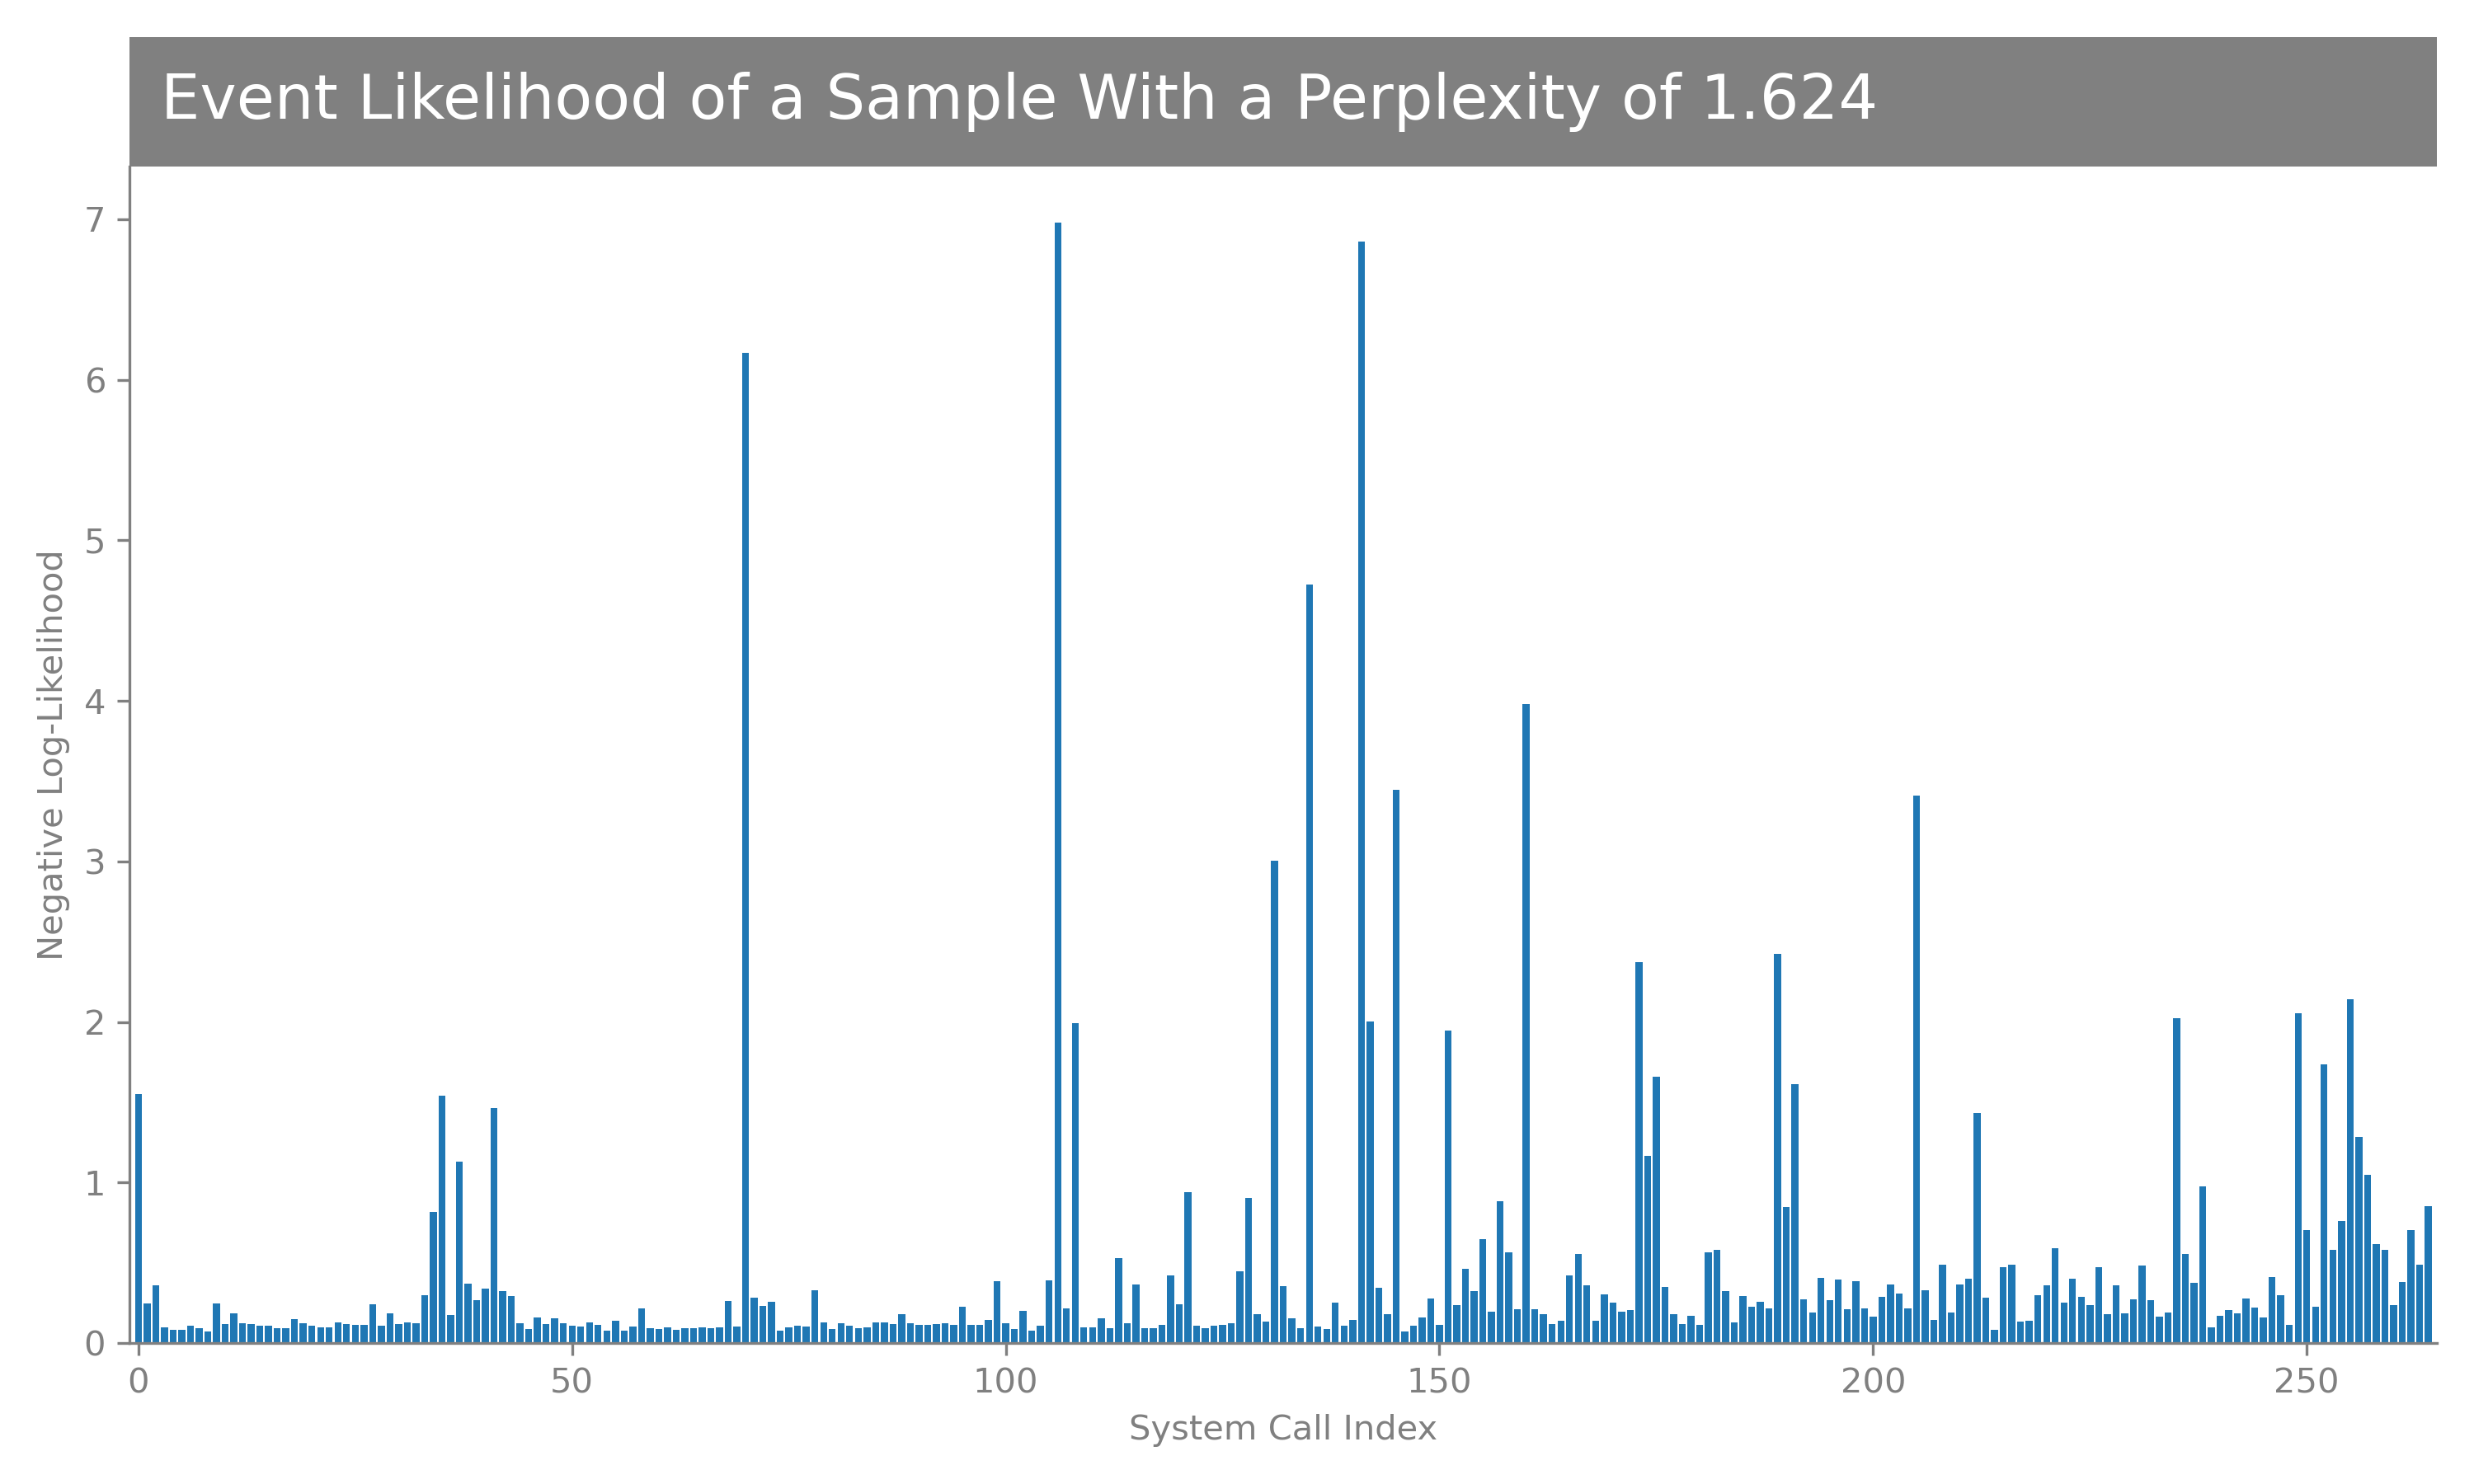 Event Likelihood of a Sample With a Perplexity of 1.624
Negative Log-Likelihood
7
6
5
4
3
2
1
0
0 50 100 150 200 250
System Call Index